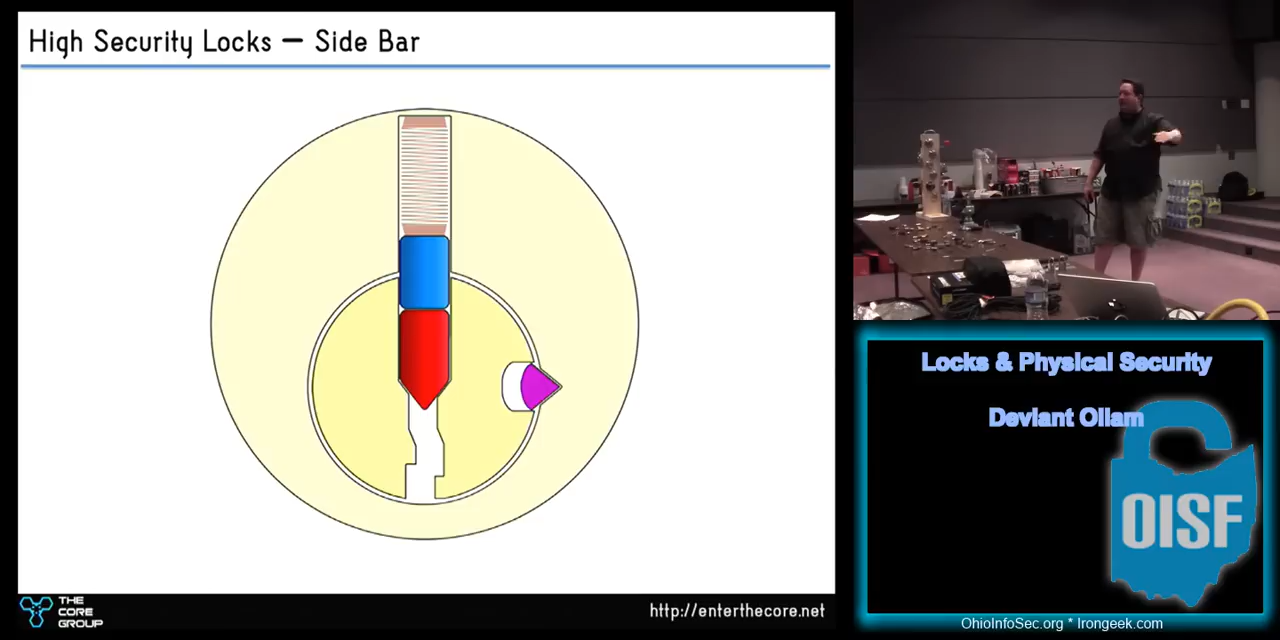 High Security Locks — Side Bar
THE
CORE
GROUP
http://enterthecore.net
Locks & Physical Security
Deviant Ollam
OISF
OhioInfoSec.org * Irongeek.com